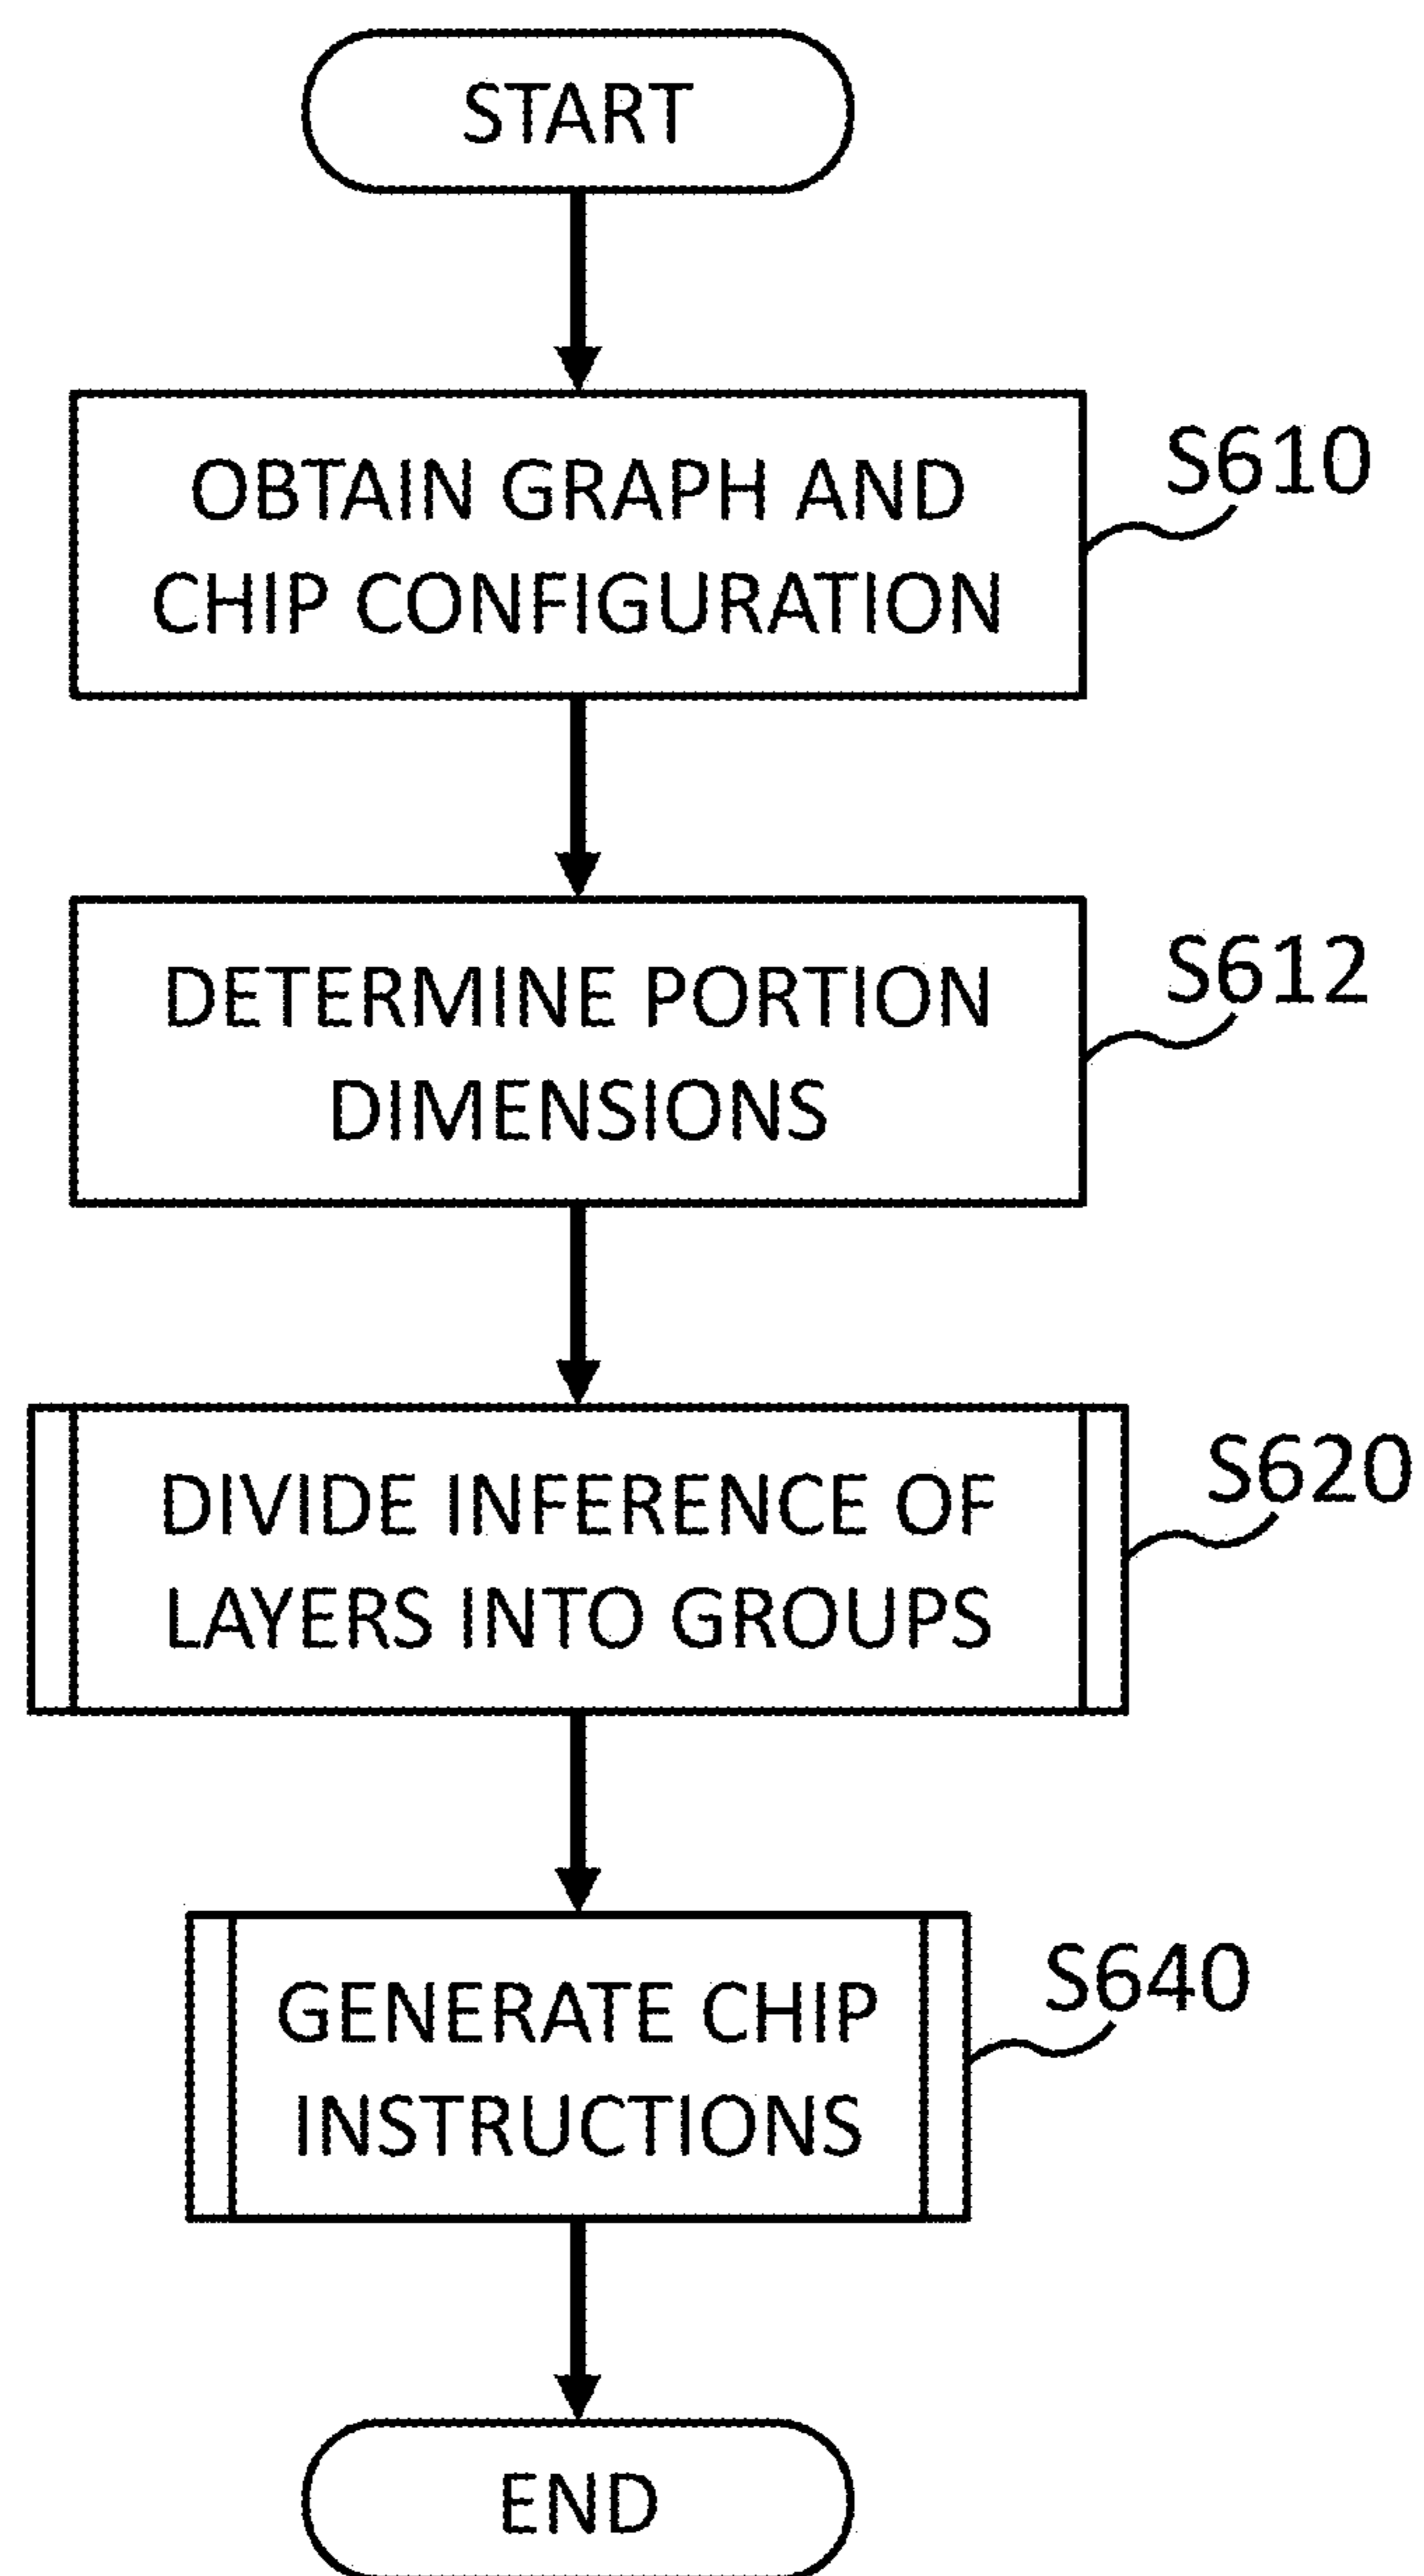 START
OBTAIN GRAPH AND
CHIP CONFIGURATION
S610
DETERMINE PORTION
DIMENSIONS
S612
DIVIDE INFERENCE OF
LAYERS INTO GROUPS
S620
GENERATE CHIP
INSTRUCTIONS
S640
END